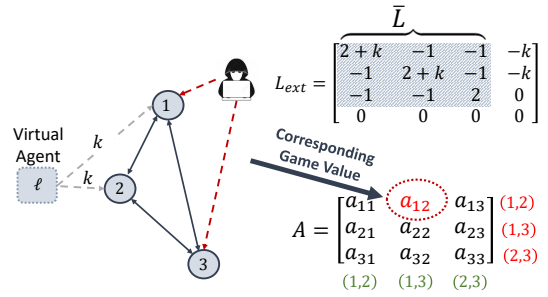 L̄
L_ext = [2 + k −1 −1 −k
−1 2 + k −1 −k
−1 −1 2 0
0 0 0 0]
1
Virtual
Agent
k
ℓ
k
2
3
Corresponding
Game Value
A = [a₁₁ a₁₂ a₁₃] (1,2)
[a₂₁ a₂₂ a₂₃] (1,3)
[a₃₁ a₃₂ a₃₃] (2,3)
(1,2) (1,3) (2,3)